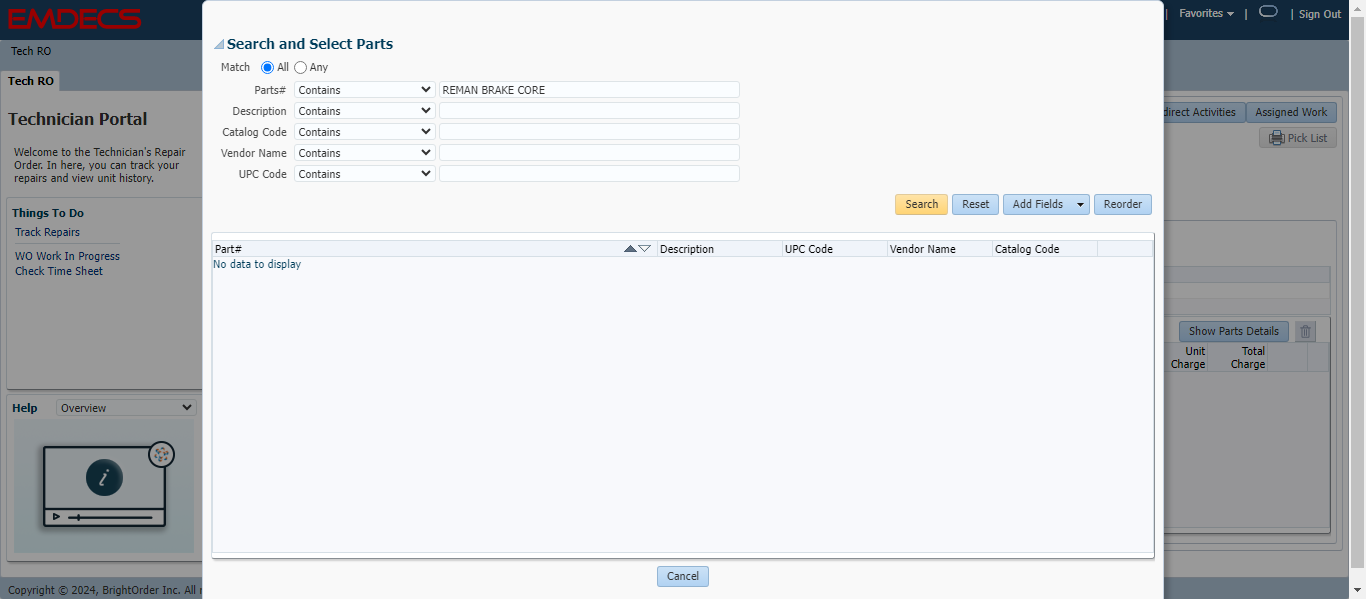 EMDECS
Favorites
Sign Out
Tech RO
Tech RO
Technician Portal
Welcome to the Technician's Repair
Order. In here, you can track your
repairs and view unit history.
Things To Do
Track Repairs
WO Work In Progress
Check Time Sheet
Help
Overview
i
Copyright © 2024, BrightOrder Inc. All
Search and Select Parts
Match All Any
Parts# Contains REMAN BRAKE CORE
Description Contains
Catalog Code Contains
Vendor Name Contains
UPC Code Contains
Search Reset Add Fields Reorder
Part# Description UPC Code Vendor Name Catalog Code
No data to display
Cancel
direct Activities Assigned Work
Pick List
Show Parts Details
Unit Total
Charge Charge